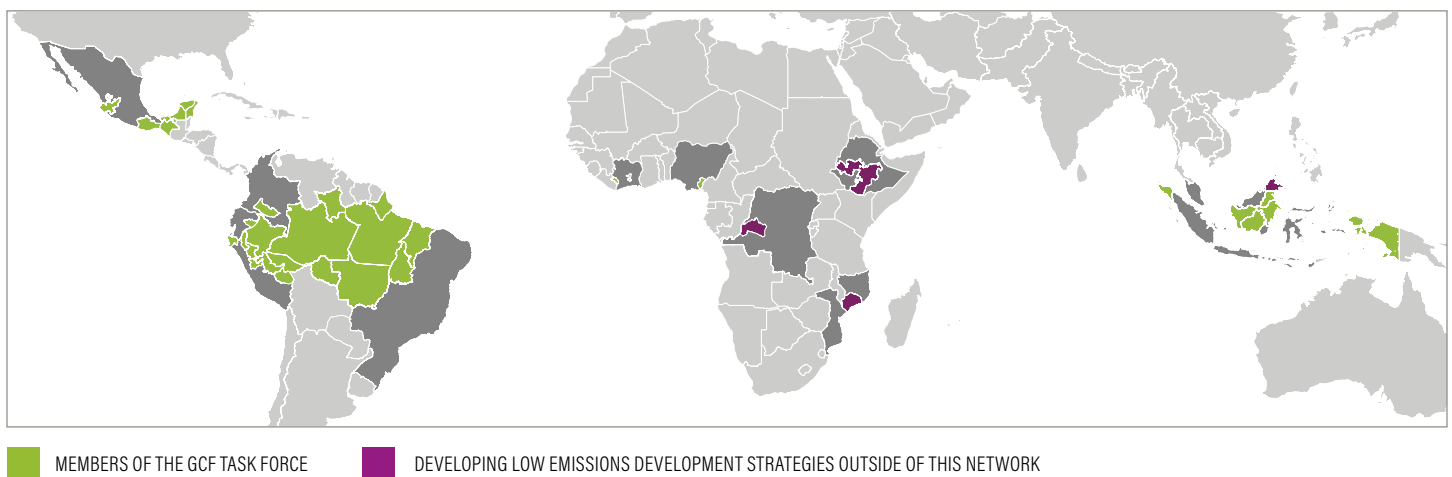 MEMBERS OF THE GCF TASK FORCE
DEVELOPING LOW EMISSIONS DEVELOPMENT STRATEGIES OUTSIDE OF THIS NETWORK